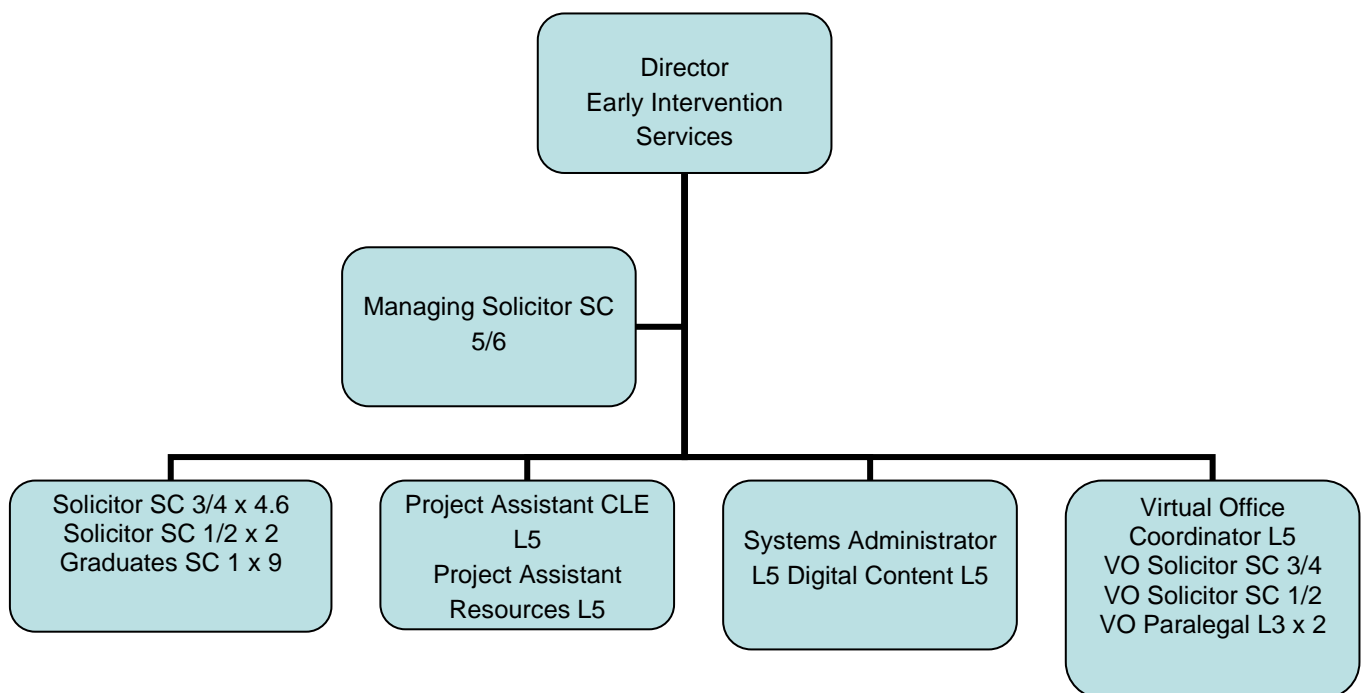 Director
Early Intervention
Services
Managing Solicitor SC
5/6
Solicitor SC 3/4 x 4.6
Solicitor SC 1/2 x 2
Graduates SC 1 x 9
Project Assistant CLE
L5
Project Assistant
Resources L5
Systems Administrator
L5 Digital Content L5
Virtual Office
Coordinator L5
VO Solicitor SC 3/4
VO Solicitor SC 1/2
VO Paralegal L3 x 2